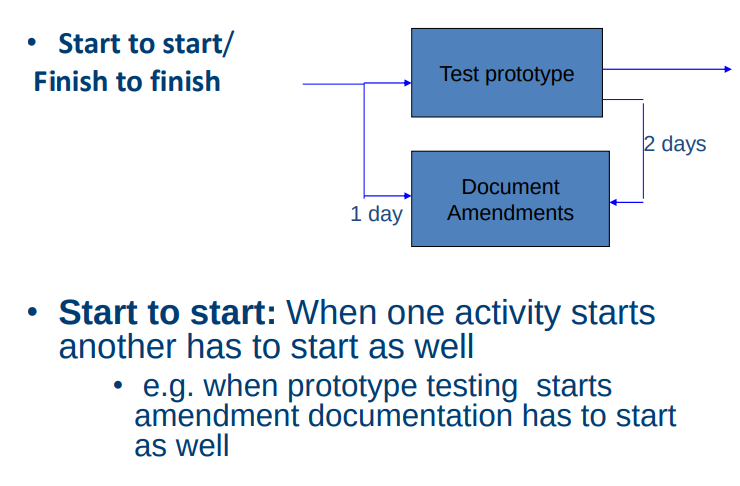 • Start to start/
Finish to finish
Test prototype
2 days
Document
Amendments
1 day
• Start to start: When one activity starts
another has to start as well
• e.g. when prototype testing  starts
amendment documentation has to start
as well